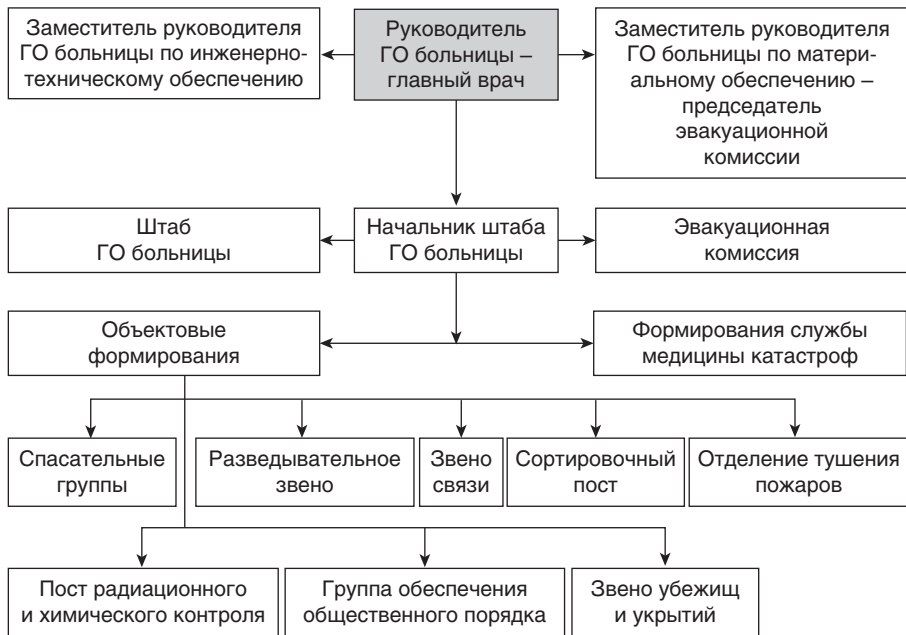 Заместитель руководителя
ГО больницы по инженерно-
техническому обеспечению
Руководитель
ГО больницы –
главный врач
Заместитель руководителя
ГО больницы по матери-
альному обеспечению –
председатель
эвакуационной
комиссии
Штаб
ГО больницы
Начальник штаба
ГО больницы
Эвакуационная
комиссия
Объектовые
формирования
Формирования службы
медицины катастроф
Спасательные
группы
Разведывательное
звено
Звено
связи
Сортировочный
пост
Отделение тушения
пожаров
Пост радиационного
и химического контроля
Группа обеспечения
общественного порядка
Звено убежищ
и укрытий